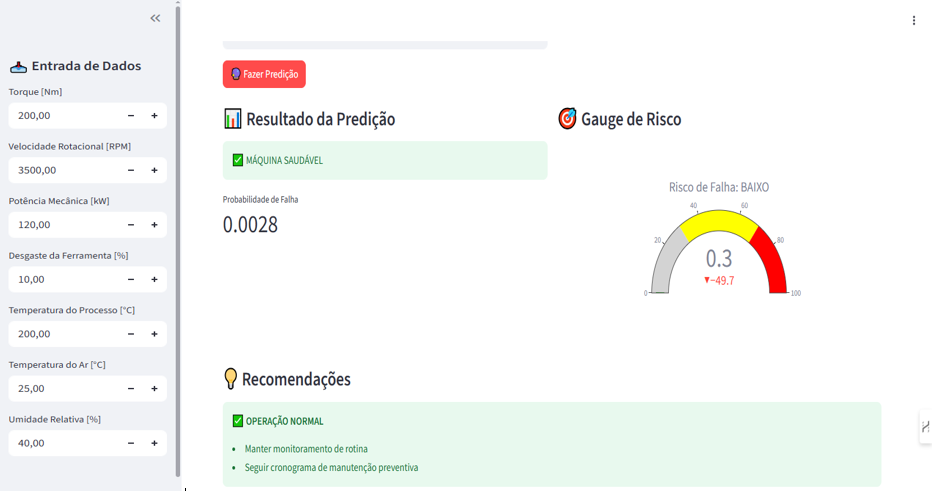 Entrada de Dados
Torque [Nm]
200,00
Velocidade Rotacional [RPM]
3500,00
Potência Mecânica [kW]
120,00
Desgaste da Ferramenta [%]
10,00
Temperatura do Processo [°C]
200,00
Temperatura do Ar [°C]
25,00
Umidade Relativa [%]
40,00
Fazer Predição
Resultado da Predição
MÁQUINA SAUDÁVEL
Probabilidade de Falha
0.0028
Gauge de Risco
Risco de Falha: BAIXO
0
20
40
60
80
100
0.3
▼−49.7
Recomendações
OPERAÇÃO NORMAL
• Manter monitoramento de rotina
• Seguir cronograma de manutenção preventiva